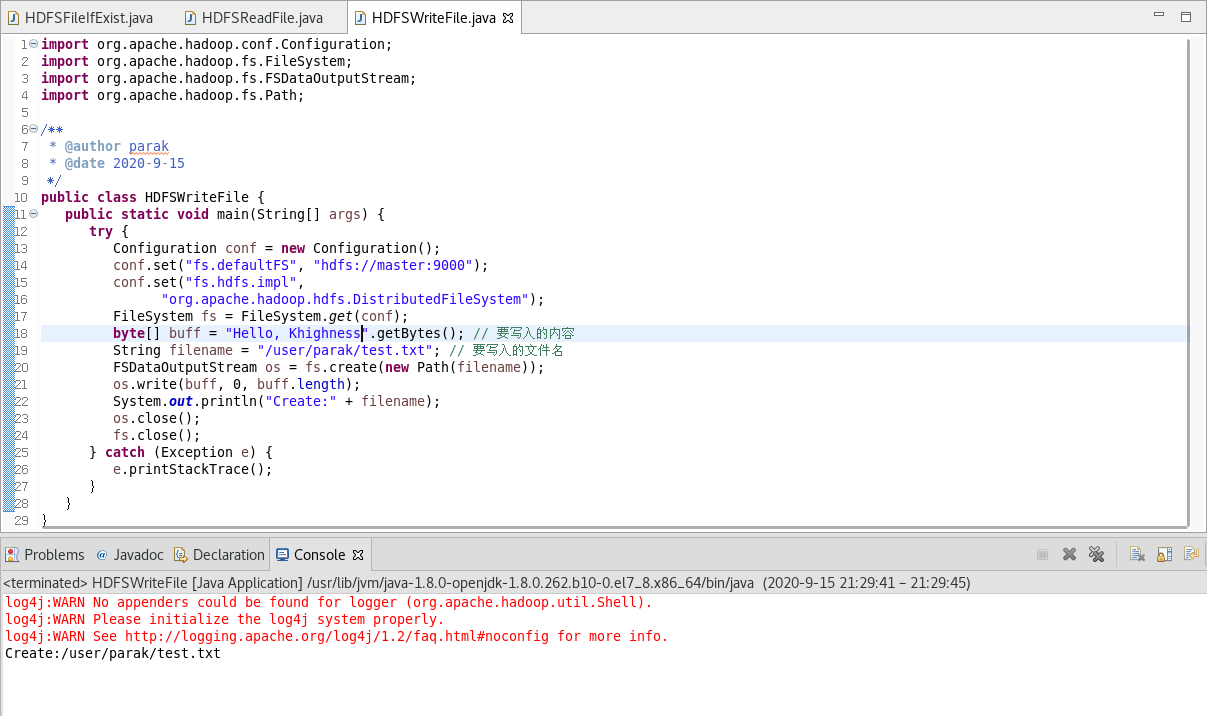 HDFSFileIfExist.java HDFSReadFile.java HDFSWriteFile.java
1 import org.apache.hadoop.conf.Configuration;
2 import org.apache.hadoop.fs.FileSystem;
3 import org.apache.hadoop.fs.FSDataOutputStream;
4 import org.apache.hadoop.fs.Path;
5
6 /**
7 * @author parak
8 * @date 2020-9-15
9 */
10 public class HDFSWriteFile {
11 public static void main(String[] args) {
12 try {
13 Configuration conf = new Configuration();
14 conf.set("fs.defaultFS", "hdfs://master:9000");
15 conf.set("fs.hdfs.impl",
16 "org.apache.hadoop.hdfs.DistributedFileSystem");
17 FileSystem fs = FileSystem.get(conf);
18 byte[] buff = "Hello, Khighness".getBytes(); // 要写入的内容
19 String filename = "/user/parak/test.txt"; // 要写入的文件名
20 FSDataOutputStream os = fs.create(new Path(filename));
21 os.write(buff, 0, buff.length);
22 System.out.println("Create:" + filename);
23 os.close();
24 fs.close();
25 } catch (Exception e) {
26 e.printStackTrace();
27 }
28 }
29 }
Problems @ Javadoc Declaration Console
<terminated> HDFSWriteFile [Java Application] /usr/lib/jvm/java-1.8.0-openjdk-1.8.0.262.b10-0.el7_8.x86_64/bin/java (2020-9-15 21:29:41 – 21:29:45)
log4j:WARN No appenders could be found for logger (org.apache.hadoop.util.Shell).
log4j:WARN Please initialize the log4j system properly.
log4j:WARN See http://logging.apache.org/log4j/1.2/faq.html#noconfig for more info.
Create:/user/parak/test.txt